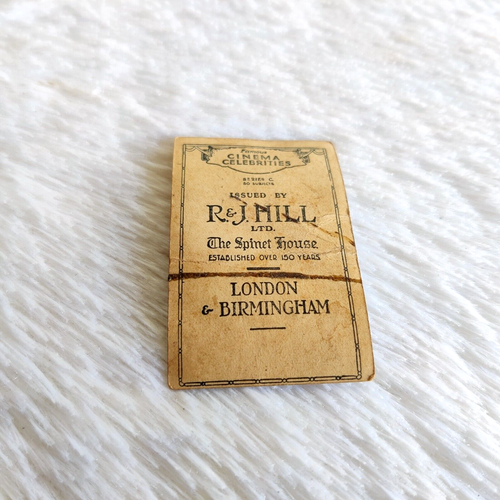 Famous
CINEMA
CELEBRITIES
SERIES C.
50 SUBJECTS
ISSUED BY
R.& J. HILL
LTD.
The Spinet House.
ESTABLISHED OVER 150 YEARS.
LONDON
& BIRMINGHAM